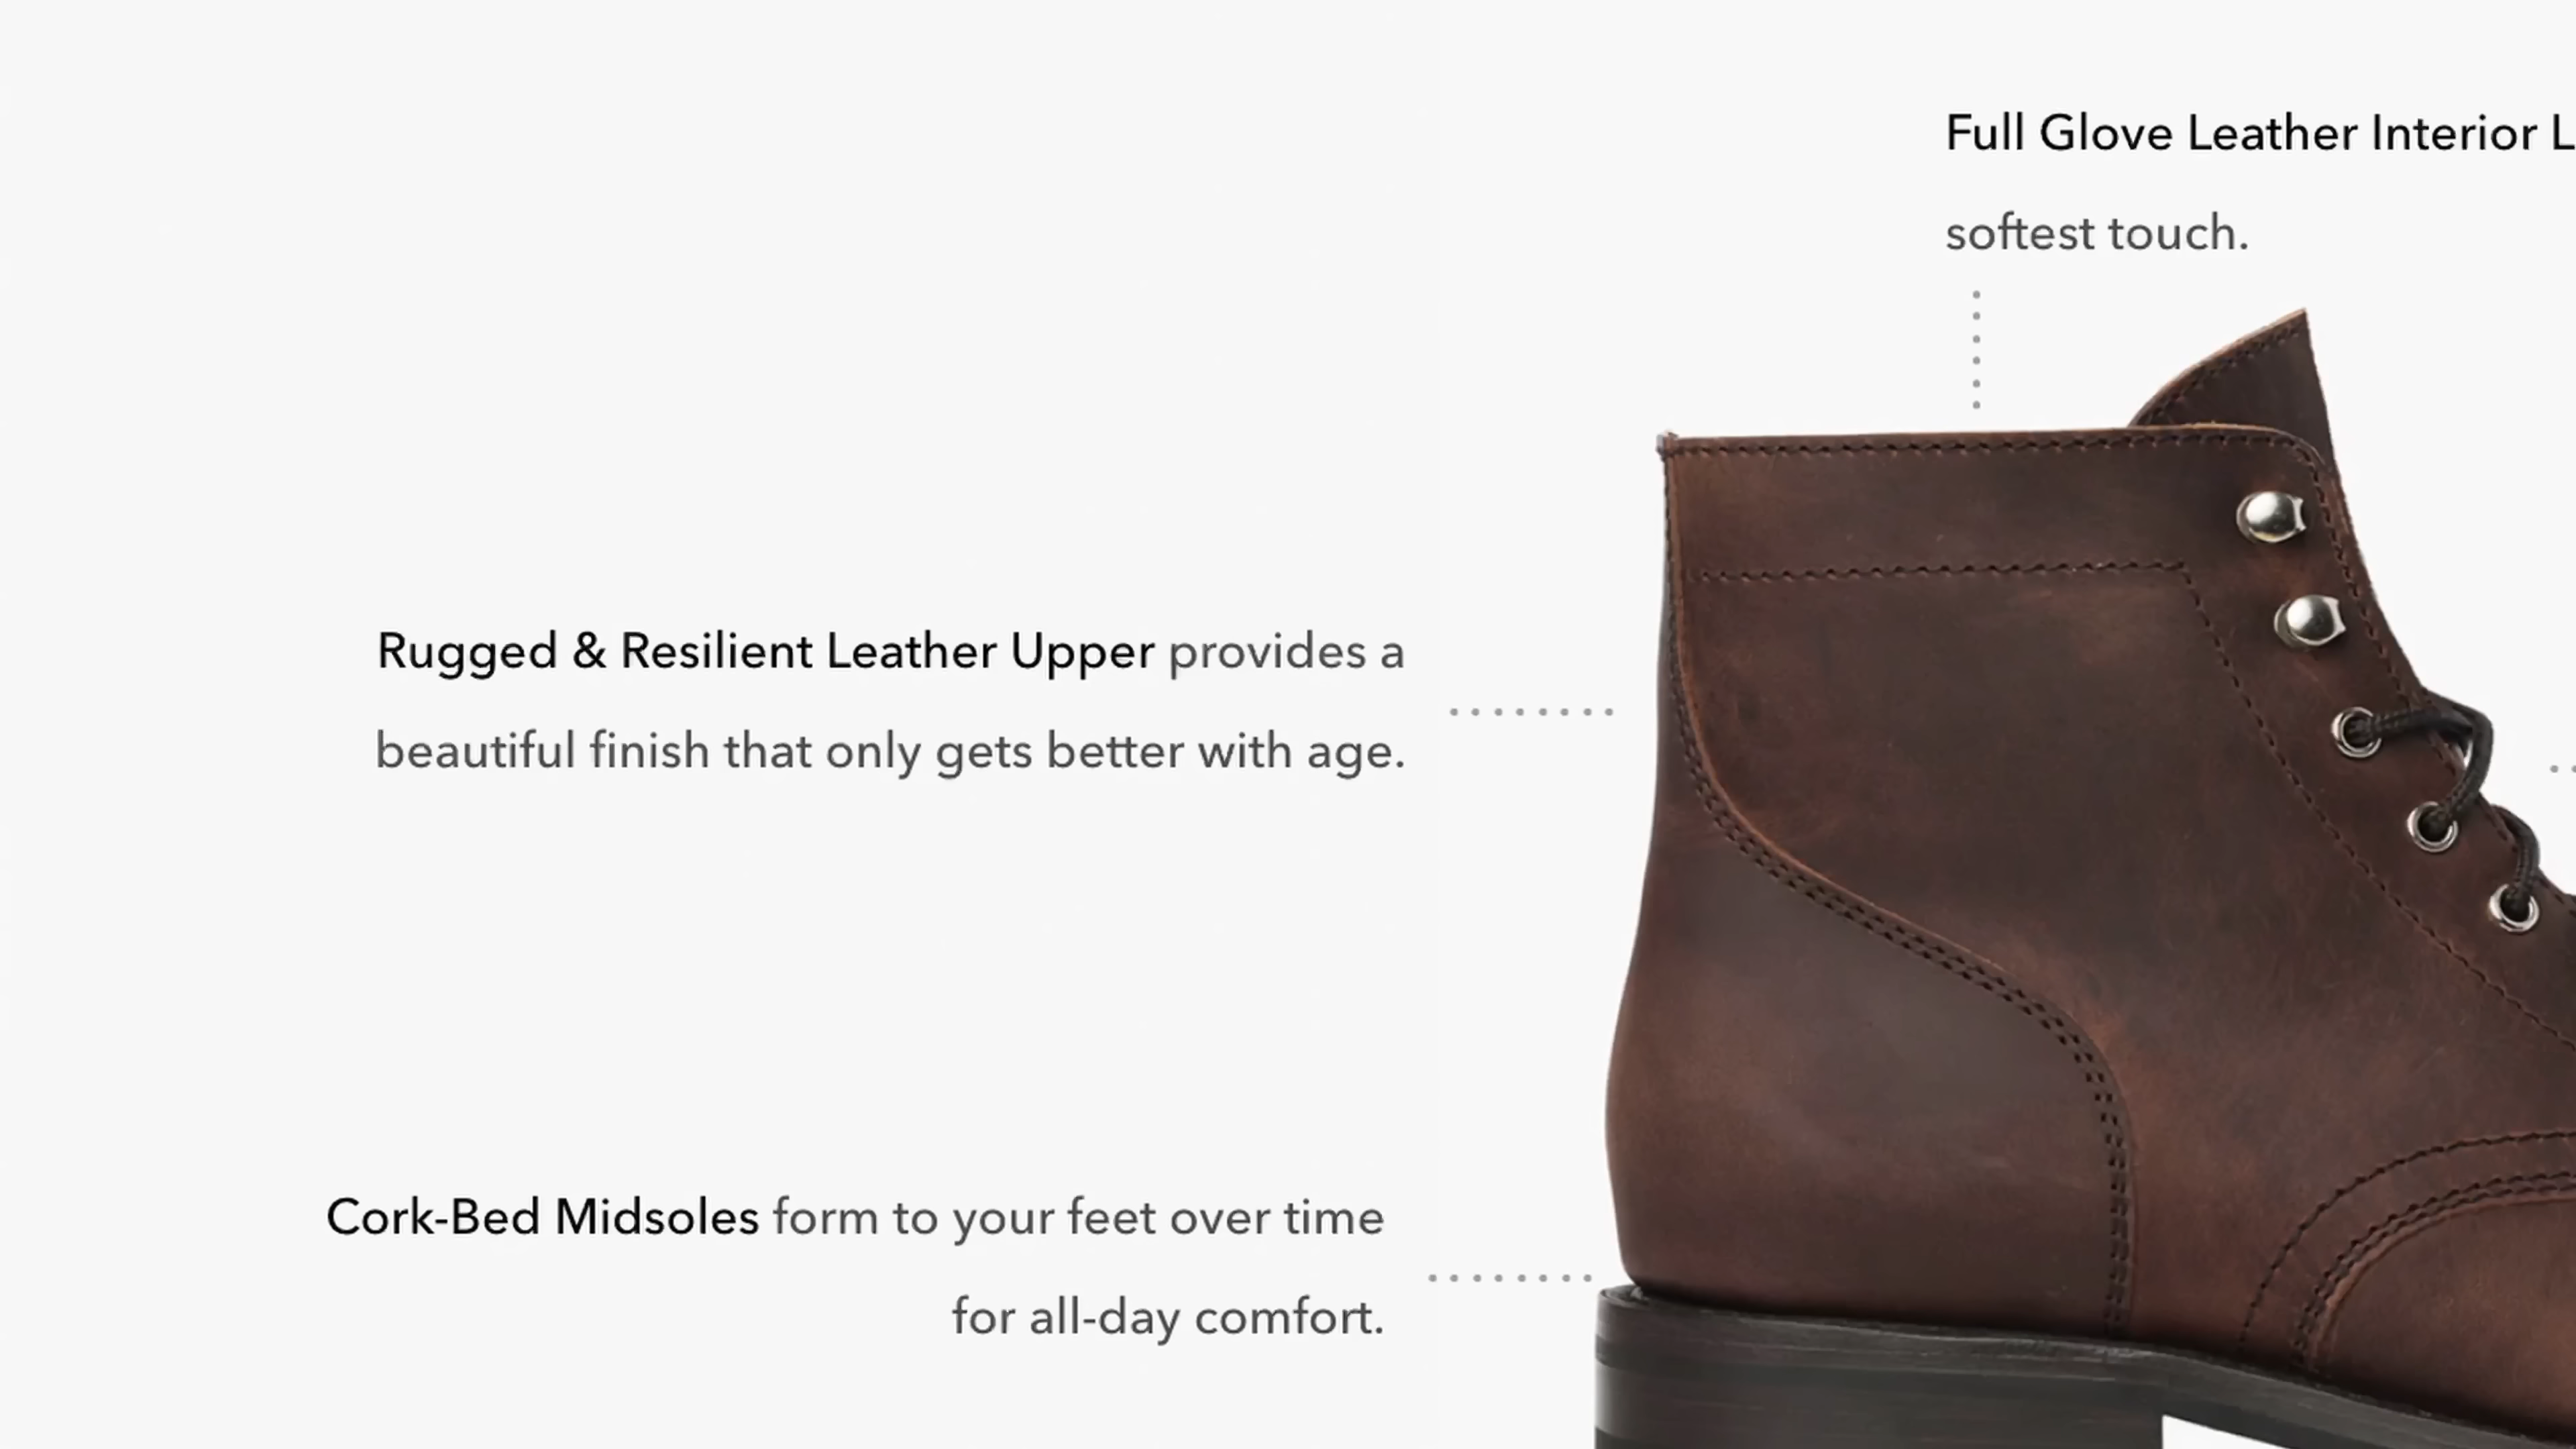 Full Glove Leather Interior
softest touch.
Rugged & Resilient Leather Upper provides a
beautiful finish that only gets better with age.
Cork-Bed Midsoles form to your feet over time
for all-day comfort.